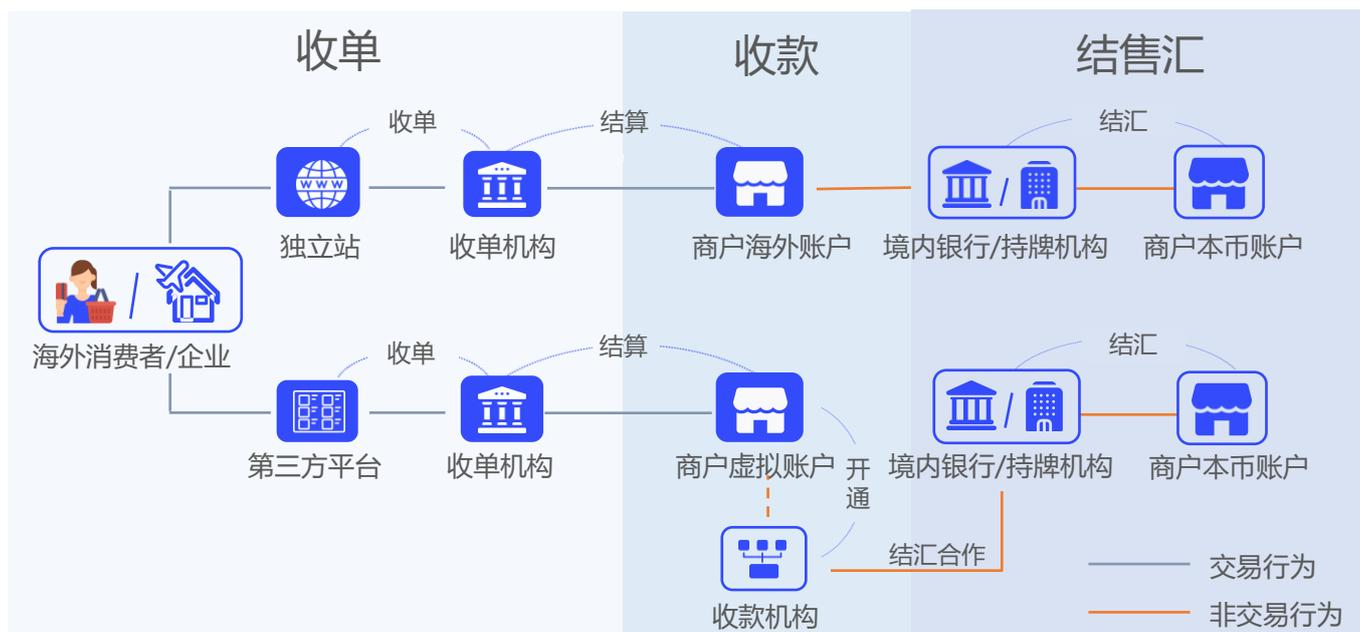 收单
收款
结售汇
收单
结算
结汇
WWW
/
独立站
收单机构
商户海外账户
境内银行/持牌机构
商户本币账户
/
海外消费者/企业
收单
结算
结汇
/
第三方平台
收单机构
商户虚拟账户
开
通
境内银行/持牌机构
商户本币账户
结汇合作
收款机构
交易行为
非交易行为